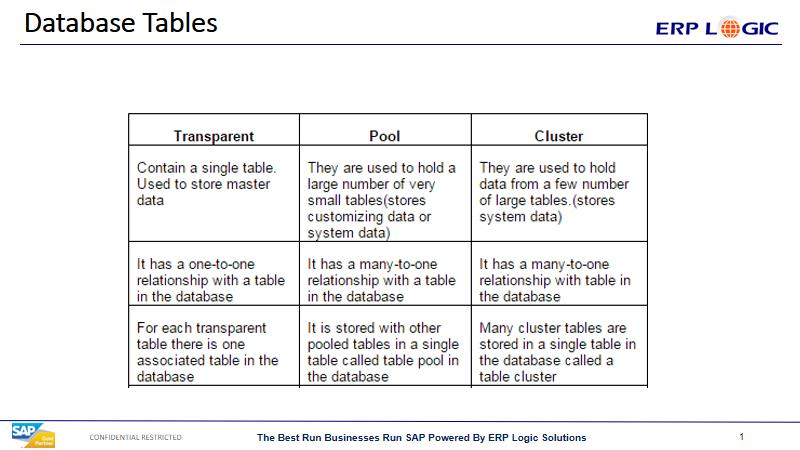 Database Tables
ERP LOGIC
Transparent
Pool
Cluster
Contain a single table.
Used to store master
data
They are used to hold a
large number of very
small tables(stores
customizing data or
system data)
They are used to hold
data from a few number
of large tables.(stores
system data)
It has a one-to-one
relationship with a table
in the database
It has a many-to-one
relationship with a table
in the database
It has a many-to-one
relationship with table in
the database
For each transparent
table there is one
associated table in the
database
It is stored with other
pooled tables in a single
table called table pool in
the database
Many cluster tables are
stored in a single table in
the database called a
table cluster
SAP
Gold
Partner
CONFIDENTIAL RESTRICTED
The Best Run Businesses Run SAP Powered By ERP Logic Solutions
1